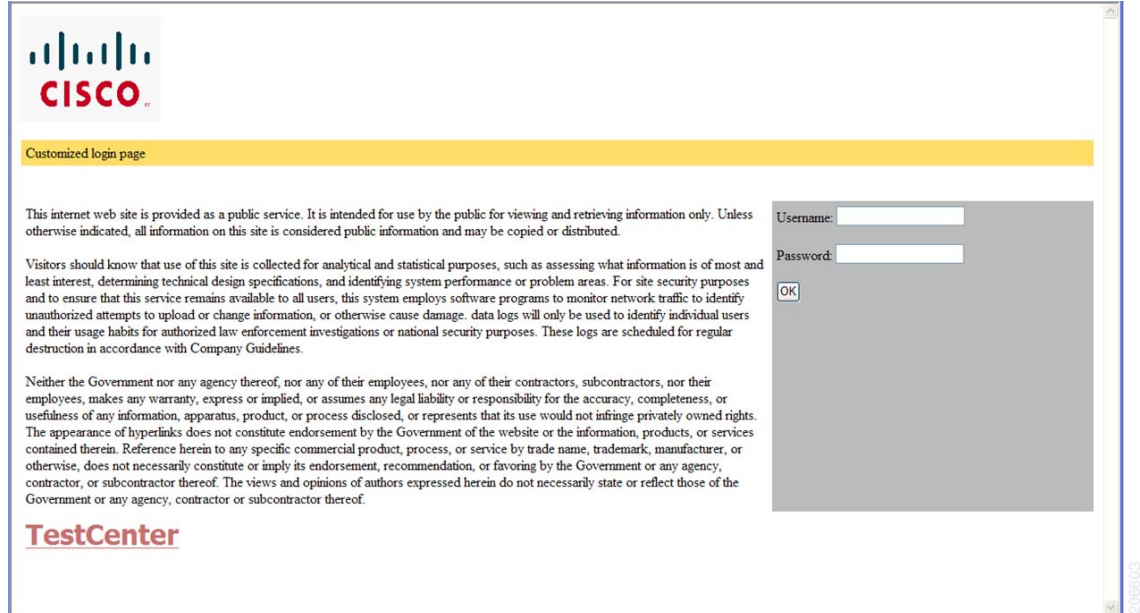 CISCO
Customized login page
This internet web site is provided as a public service. It is intended for use by the public for viewing and retrieving information only. Unless
otherwise indicated, all information on this site is considered public information and may be copied or distributed.
Visitors should know that use of this site is collected for analytical and statistical purposes, such as assessing what information is of most and
least interest, determining technical design specifications, and identifying system performance or problem areas. For site security purposes
and to ensure that this service remains available to all users, this system employs software programs to monitor network traffic to identify
unauthorized attempts to upload or change information, or otherwise cause damage. data logs will only be used to identify individual users
and their usage habits for authorized law enforcement investigations or national security purposes. These logs are scheduled for regular
destruction in accordance with Company Guidelines.
Neither the Government nor any agency thereof, nor any of their employees, nor any of their contractors, subcontractors, nor their
employees, makes any warranty, express or implied, or assumes any legal liability or responsibility for the accuracy, completeness, or
usefulness of any information, apparatus, product, or process disclosed, or represents that its use would not infringe privately owned rights.
The appearance of hyperlinks does not constitute endorsement by the Government of the website or the information, products, or services
contained therein. Reference herein to any specific commercial product, process, or service by trade name, trademark, manufacturer, or
otherwise, does not necessarily constitute or imply its endorsement, recommendation, or favoring by the Government or any agency,
contractor, or subcontractor thereof. The views and opinions of authors expressed herein do not necessarily state or reflect those of the
Government or any agency, contractor or subcontractor thereof.
TestCenter
Username:
Password:
OK
206603